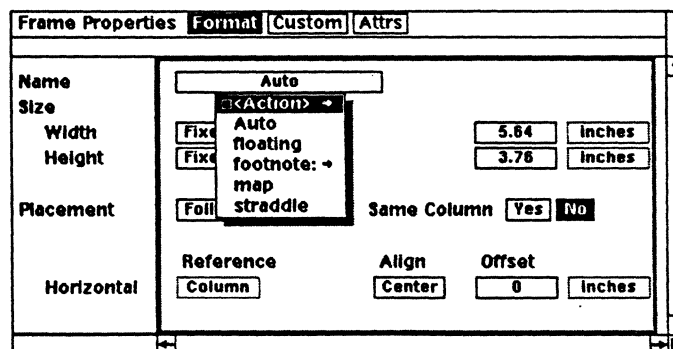 Frame Properties Format Custom Attrs
Name Auto
<Action>
Size
Auto
Width Fixe 5.64 inches
floating
Height Fixe 3.76 inches
footnote:
map
Placement Foll straddle Same Column Yes No
Reference Align Offset
Horizontal Column Center 0 inches